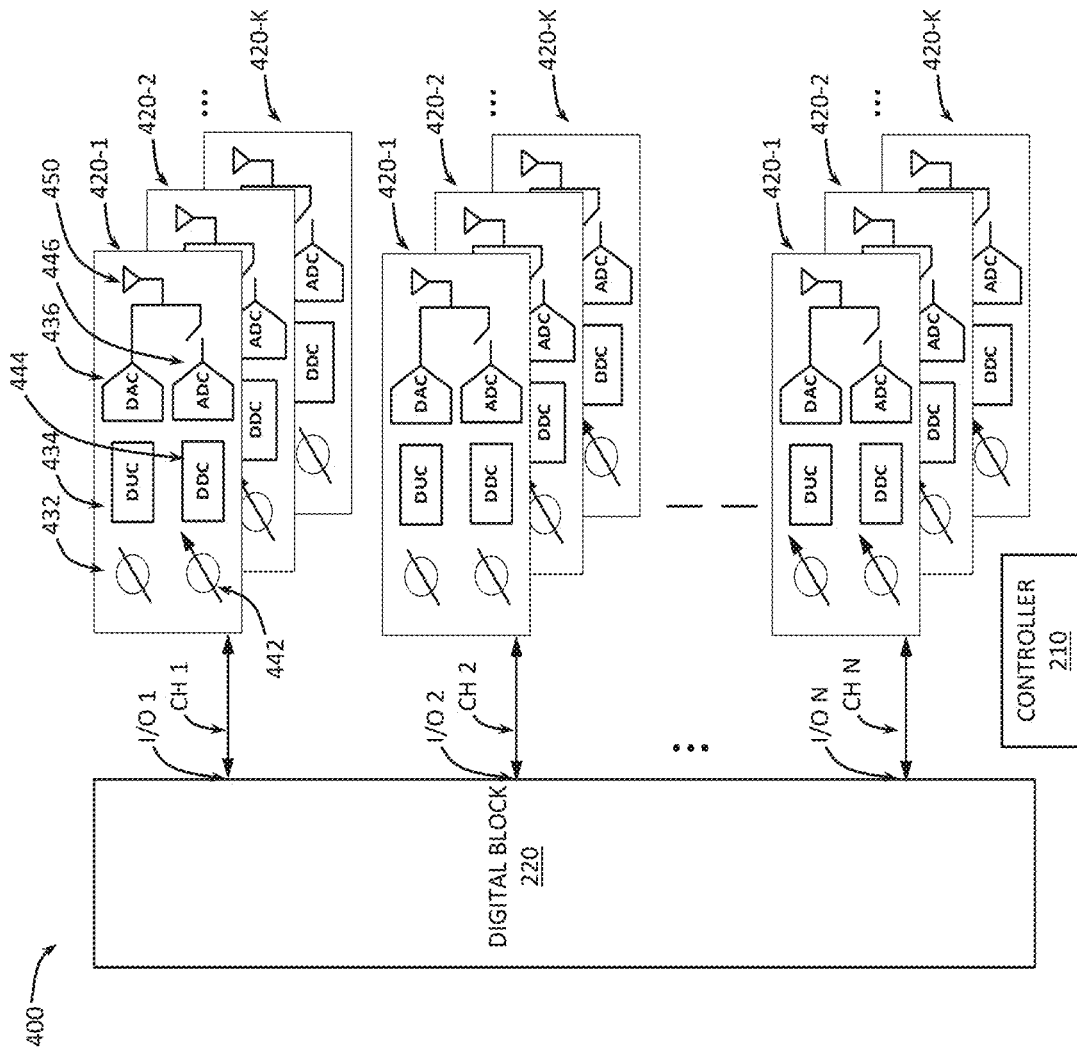 400
DIGITAL BLOCK
220
I/O 1
CH 1
432
434
436
446
450
444
442
420-1
420-2
420-K
...
DUC
DAC
DDC
ADC
DDC
ADC
DDC
ADC
I/O 2
CH 2
420-1
420-2
420-K
...
DUC
DAC
DDC
ADC
DDC
ADC
DDC
ADC
...
I/O N
CH N
420-1
420-2
420-K
...
DUC
DAC
DDC
ADC
DDC
ADC
DDC
ADC
CONTROLLER
210